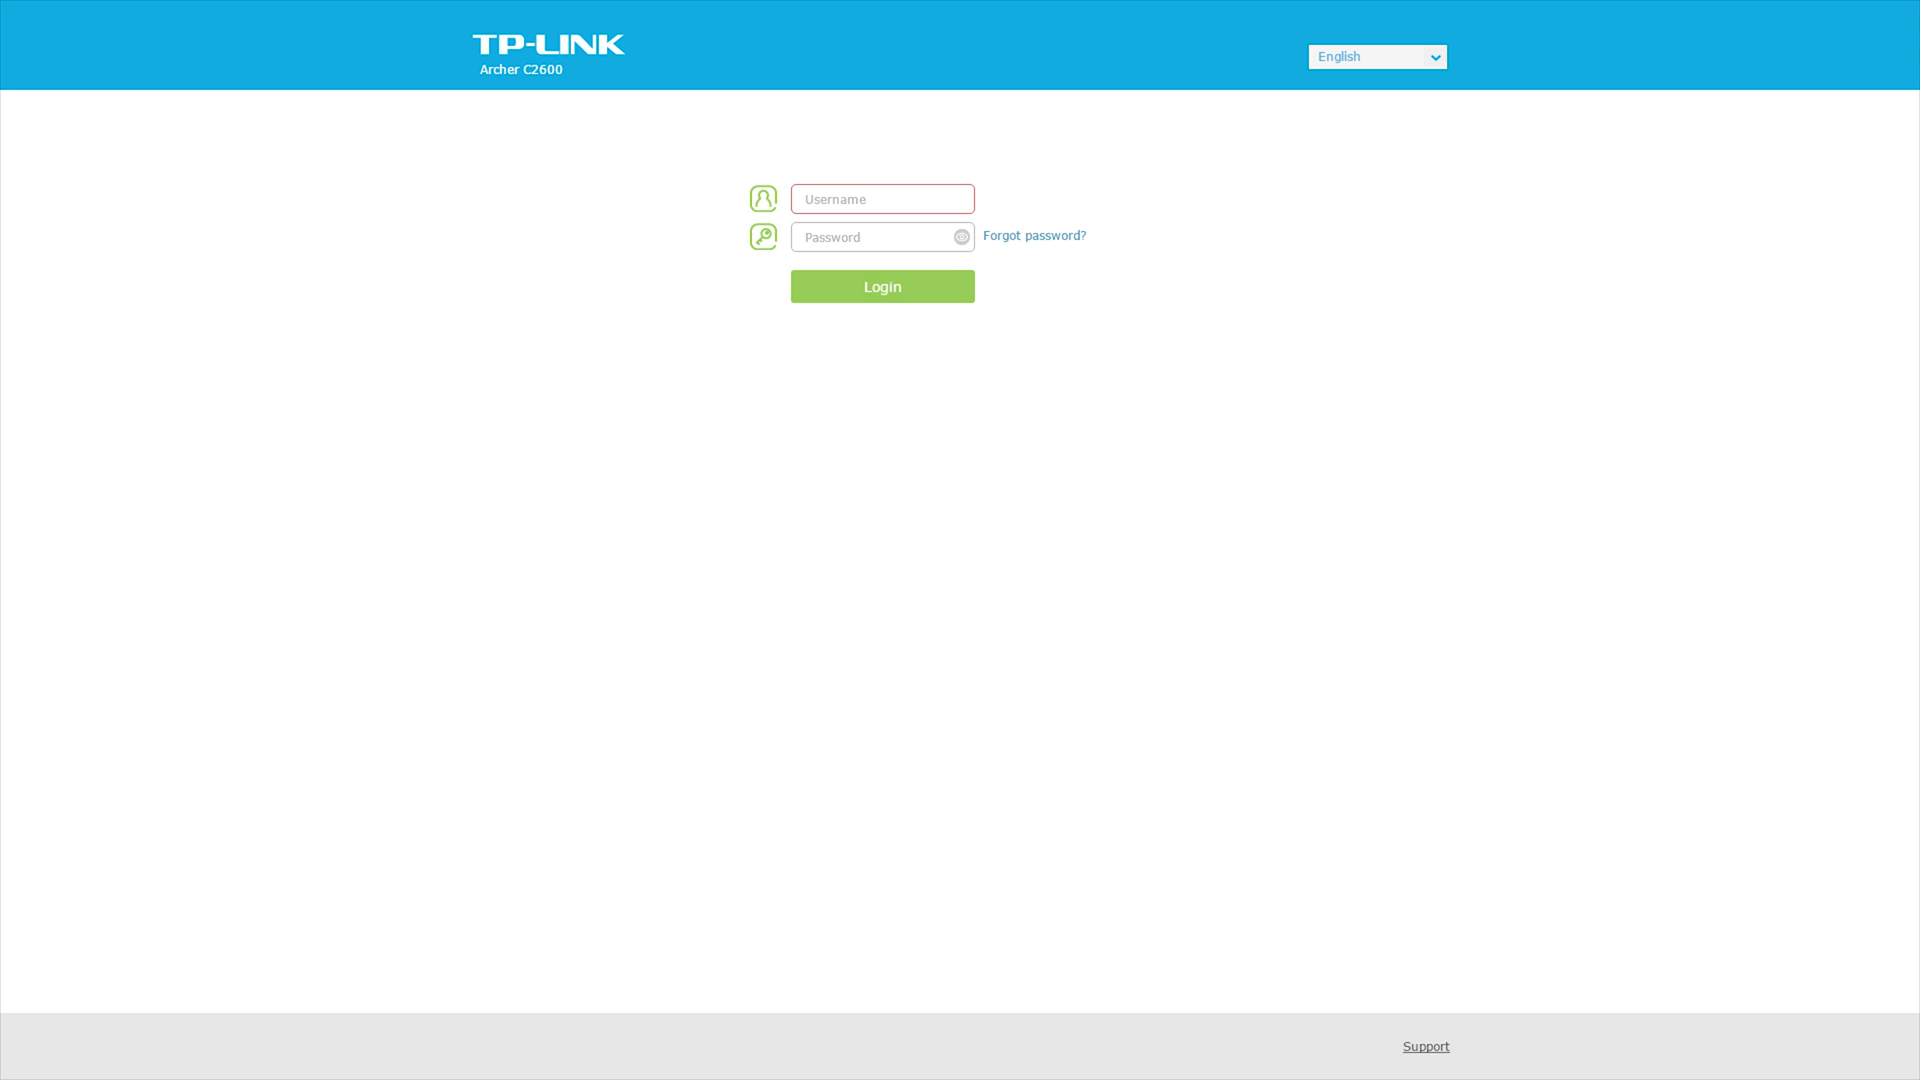 TP-LINK
Archer C2600
English
Username
Password
Forgot password?
Login
Support